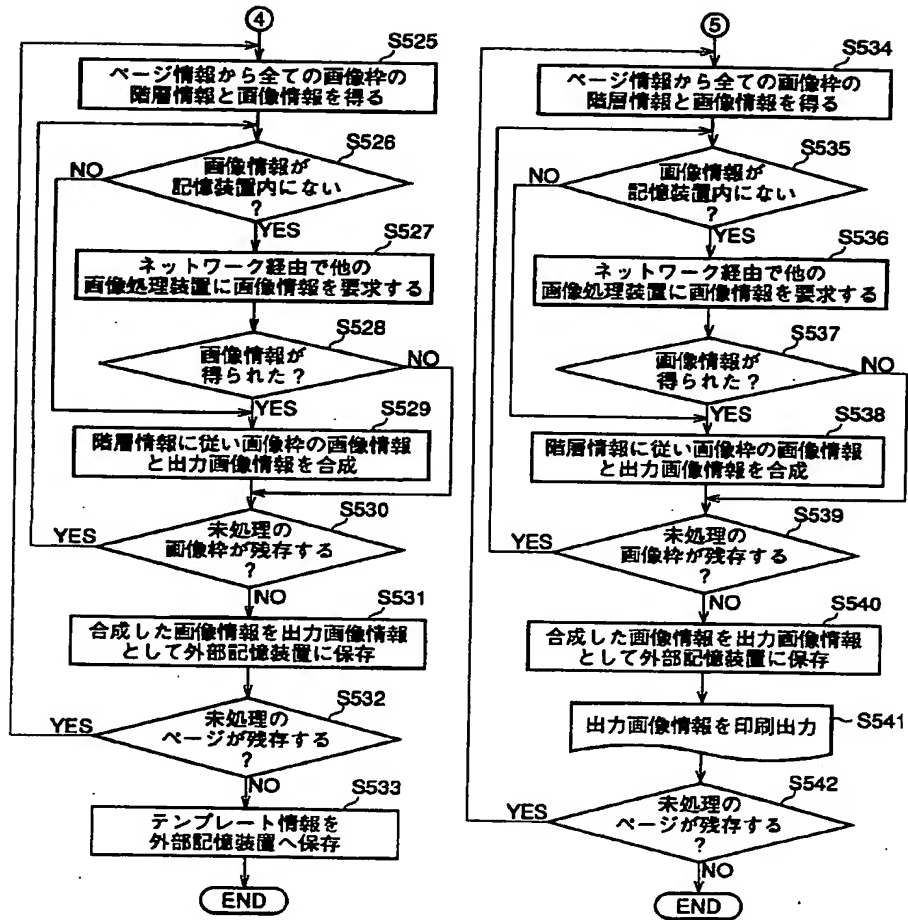 ④
S525
ページ情報から全ての画像枠の
階層情報と画像情報を得る
S526
画像情報が
記憶装置内にない
?
NO
YES
S527
ネットワーク経由で他の
画像処理装置に画像情報を要求する
S528
画像情報が
得られた?
NO
YES
S529
階層情報に従い画像枠の画像情報
と出力画像情報を合成
S530
未処理の
画像枠が残存する
?
YES
NO
S531
合成した画像情報を出力画像情報
として外部記憶装置に保存
S532
未処理の
ページが残存する
?
YES
NO
S533
テンプレート情報を
外部記憶装置へ保存
END
⑤
S534
ページ情報から全ての画像枠の
階層情報と画像情報を得る
S535
画像情報が
記憶装置内にない
?
NO
YES
S536
ネットワーク経由で他の
画像処理装置に画像情報を要求する
S537
画像情報が
得られた?
NO
YES
S538
階層情報に従い画像枠の画像情報
と出力画像情報を合成
S539
未処理の
画像枠が残存する
?
YES
NO
S540
合成した画像情報を出力画像情報
として外部記憶装置に保存
S541
出力画像情報を印刷出力
S542
未処理の
ページが残存する
?
YES
NO
END